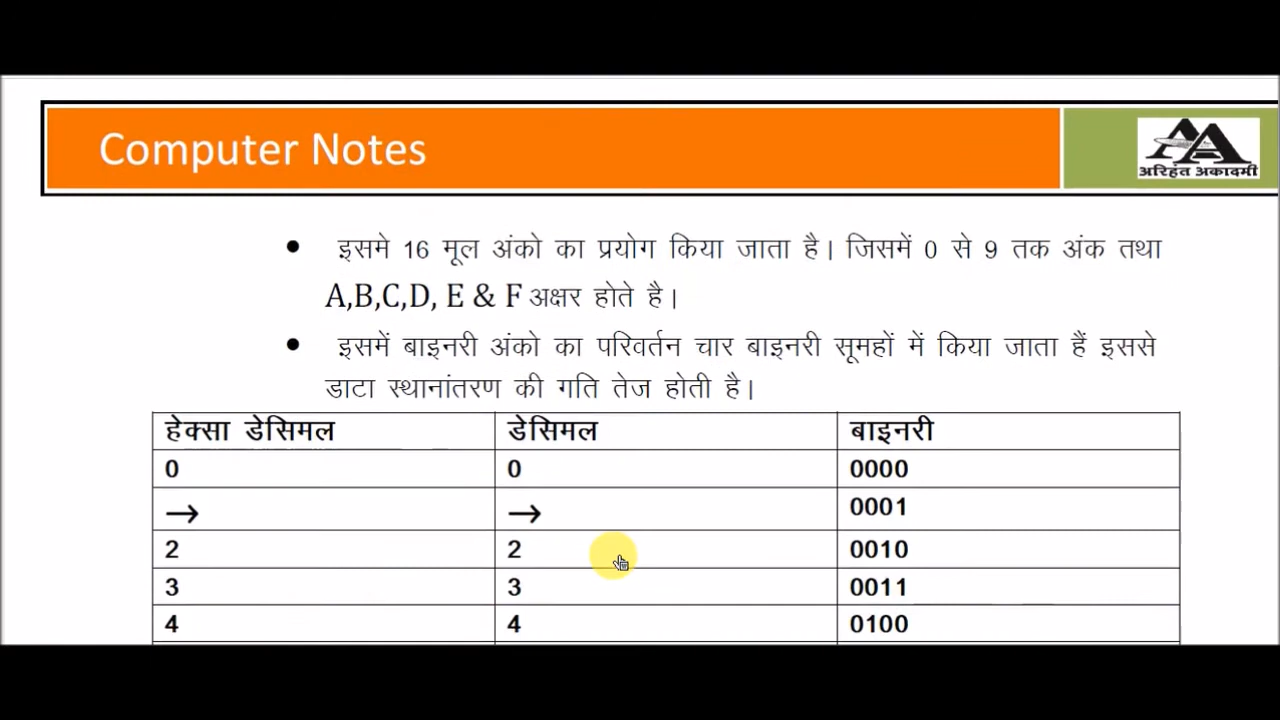 Computer Notes
अरिहंत अकादमी
• इसमे 16 मूल अंको का प्रयोग किया जाता है। जिसमें 0 से 9 तक अंक तथा
A,B,C,D, E & F अक्षर होते है।
• इसमें बाइनरी अंको का परिवर्तन चार बाइनरी सूमहों में किया जाता हैं इससे
डाटा स्थानांतरण की गति तेज होती है।
हेक्सा डेसिमल डेसिमल बाइनरी
0 0 0000
→ → 0001
2 2 0010
3 3 0011
4 4 0100